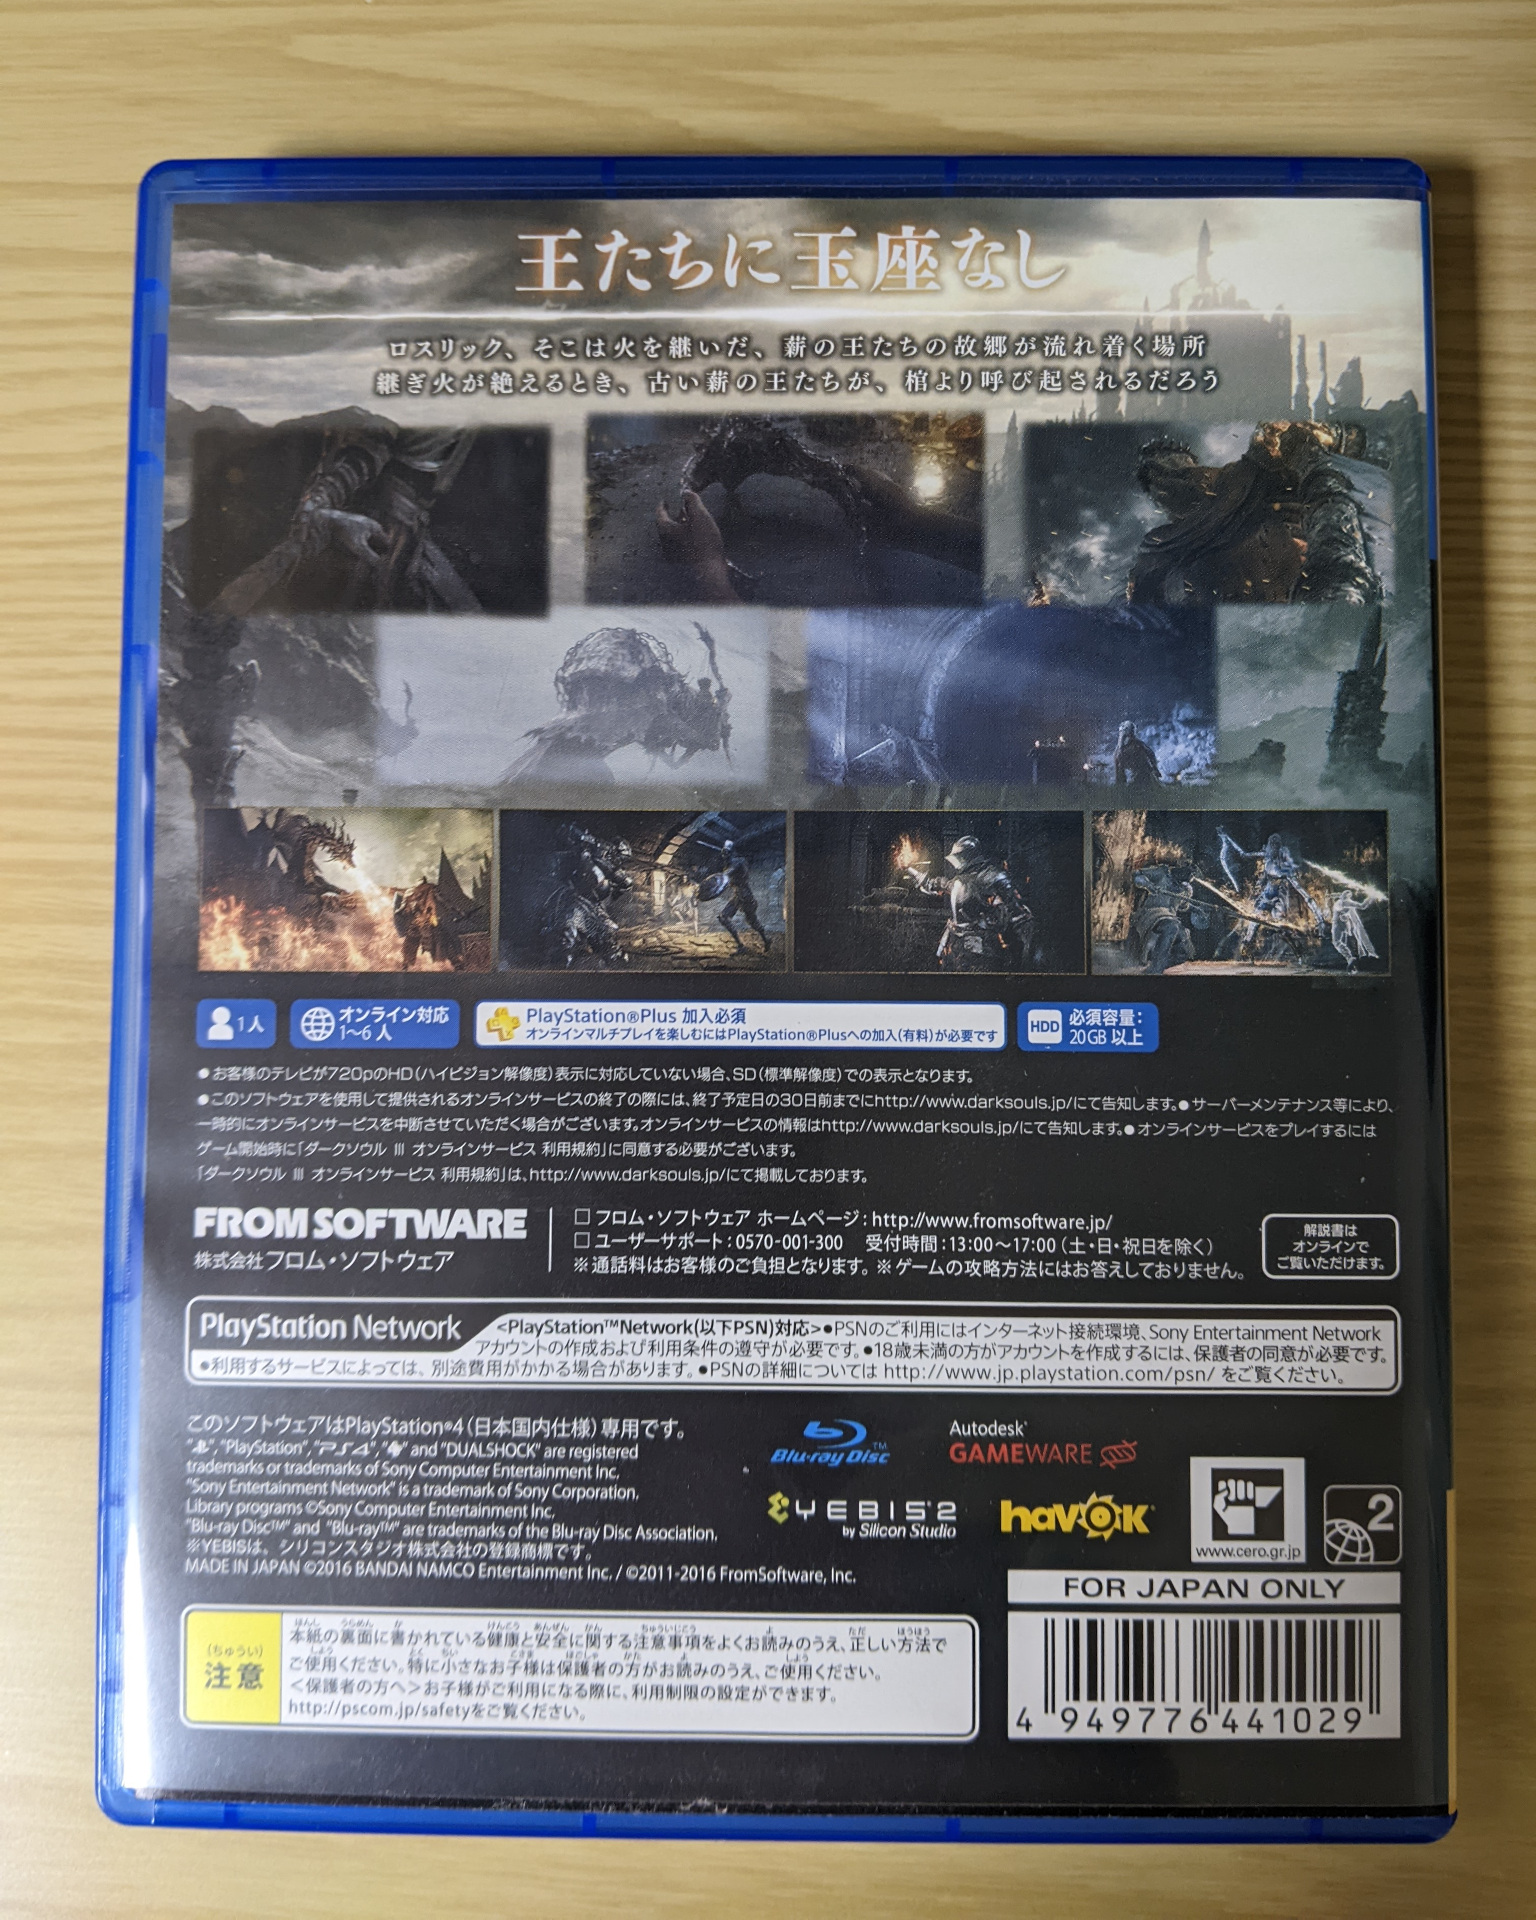 王たちに玉座なし
ロスリック、そこは火を継いだ、薪の王たちの故郷が流れ着く場所
継ぎ火が絶えるとき、古い薪の王たちが、棺より呼び起されるだろう
1人
オンライン対応
1〜6人
PlayStation®Plus 加入必須
オンラインマルチプレイを楽しむにはPlayStation®Plusへの加入(有料)が必要です
HDD
必須容量:
20GB 以上
●お客様のテレビが720pのHD(ハイビジョン解像度)表示に対応していない場合、SD(標準解像度)での表示となります。
●このソフトウェアを使用して提供されるオンラインサービスの終了の際には、終了予定日の30日前までにhttp://www.darksouls.jp/にて告知します。●サーバーメンテナンス等により、
一時的にオンラインサービスを中断させていただく場合がございます。オンラインサービスの情報はhttp://www.darksouls.jp/にて告知します。●オンラインサービスをプレイするには
ゲーム開始時に「ダークソウル III オンラインサービス 利用規約」に同意する必要がございます。
「ダークソウル III オンラインサービス 利用規約」は、http://www.darksouls.jp/にて掲載しております。
FROMSOFTWARE
株式会社フロム・ソフトウェア
□フロム・ソフトウェア ホームページ:http://www.fromsoftware.jp/
□ユーザーサポート:0570-001-300 受付時間:13:00〜17:00(土・日・祝日を除く)
※通話料はお客様のご負担となります。※ゲームの攻略方法にはお答えしておりません。
解説書は
オンラインで
ご覧いただけます。
PlayStation Network
<PlayStation™Network(以下PSN)対応>●PSNのご利用にはインターネット接続環境、Sony Entertainment Network
アカウントの作成および利用条件の遵守が必要です。●18歳未満の方がアカウントを作成するには、保護者の同意が必要です。
●利用するサービスによっては、別途費用がかかる場合があります。●PSNの詳細については http://www.jp.playstation.com/psn/ をご覧ください。
このソフトウェアはPlayStation®4(日本国内仕様)専用です。
"", "PlayStation", "PS4", "" and "DUALSHOCK" are registered
trademarks or trademarks of Sony Computer Entertainment Inc.
"Sony Entertainment Network" is a trademark of Sony Corporation.
Library programs ©Sony Computer Entertainment Inc.
"Blu-ray Disc™" and "Blu-ray™" are trademarks of the Blu-ray Disc Association.
※YEBISは、シリコンスタジオ株式会社の登録商標です。
MADE IN JAPAN ©2016 BANDAI NAMCO Entertainment Inc. / ©2011-2016 FromSoftware, Inc.
Blu-ray Disc™
Autodesk®
GAMEWARE
YEBIS® 2
by Silicon Studio
havok®
www.cero.gr.jp
2
FOR JAPAN ONLY
4 949776 441029
(ちゅうい)
注意
本紙の裏面に書かれている健康と安全に関する注意事項をよくお読みのうえ、正しい方法で
ご使用ください。特に小さなお子様は保護者の方がお読みのうえ、ご使用ください。
<保護者の方へ>お子様がご利用になる際に、利用制限の設定ができます。
http://pscom.jp/safetyをご覧ください。